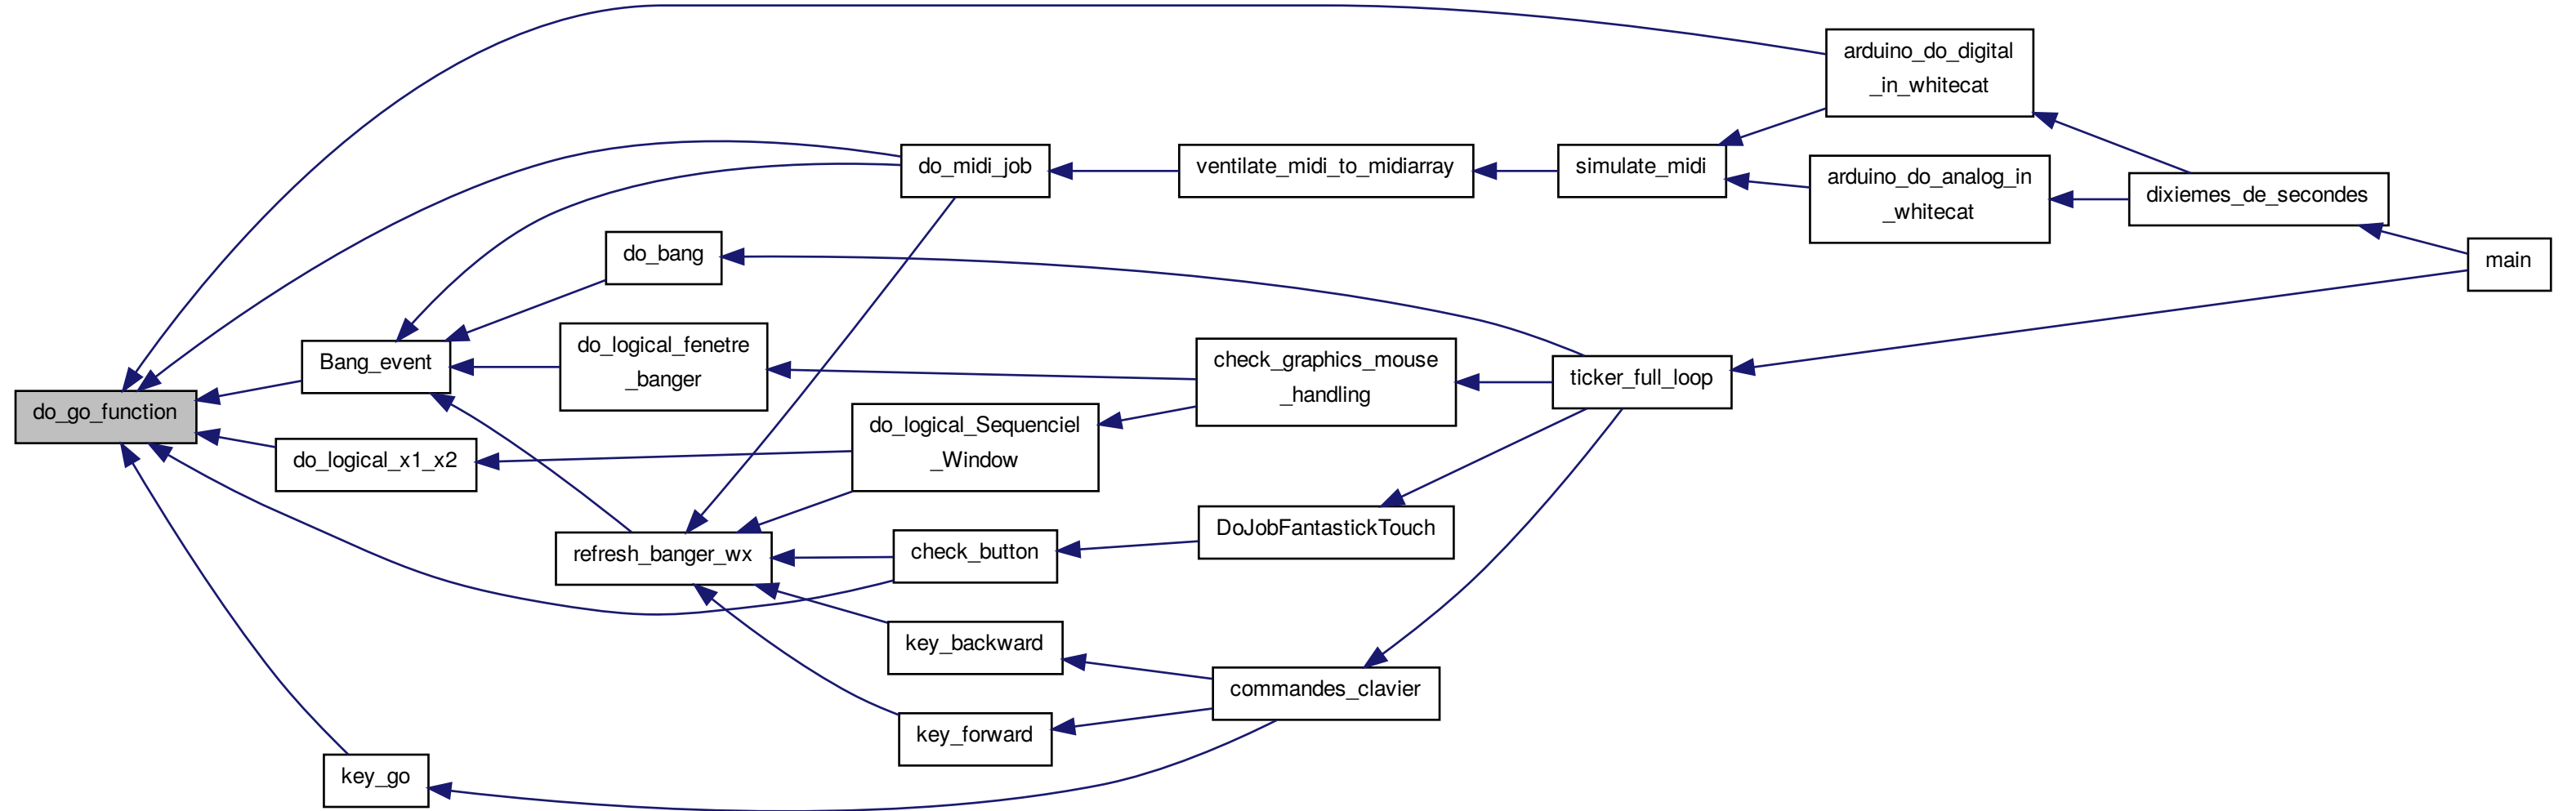 arduino_do_digital
_in_whitecat
do_midi_job
ventilate_midi_to_midiarray
simulate_midi
arduino_do_analog_in
_whitecat
dixiemes_de_secondes
do_bang
main
Bang_event
do_logical_fenetre
_banger
check_graphics_mouse
_handling
ticker_full_loop
do_go_function
do_logical_x1_x2
do_logical_Sequenciel
_Window
refresh_banger_wx
check_button
DoJobFantastickTouch
key_backward
commandes_clavier
key_forward
key_go